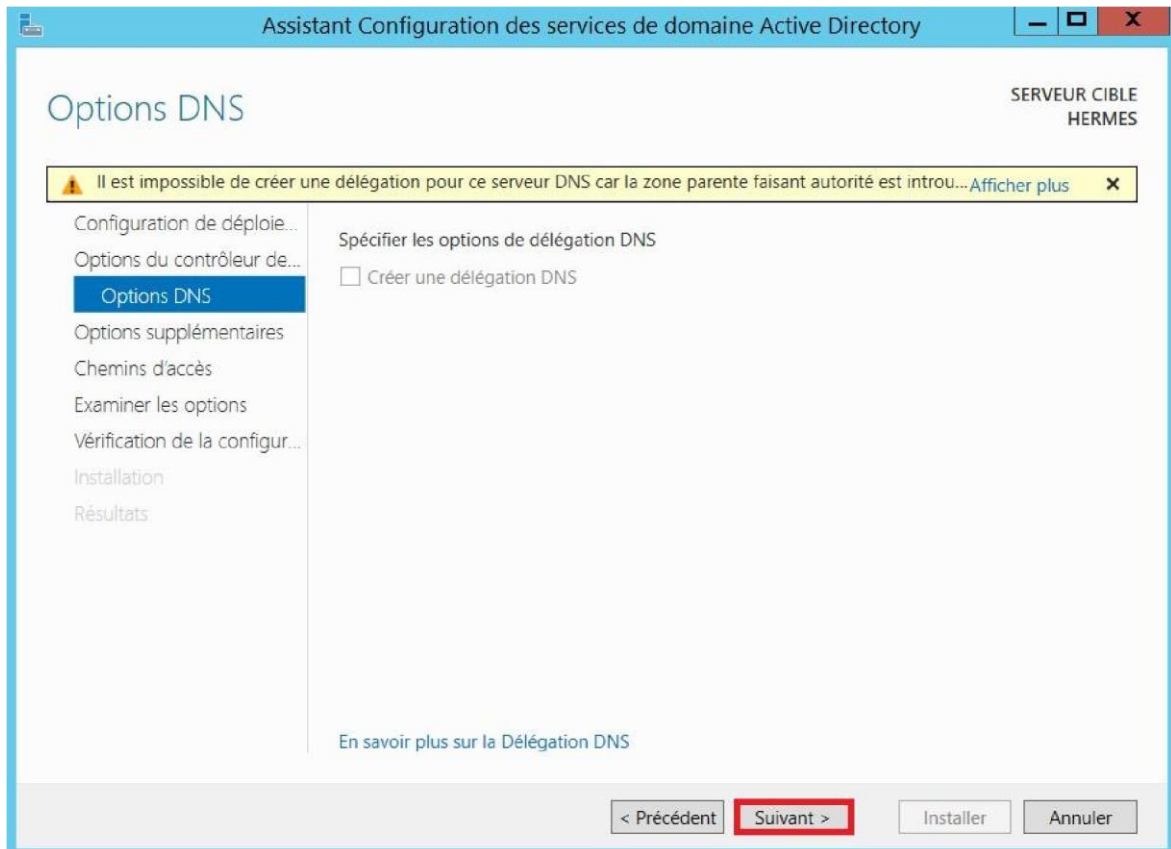 Assistant Configuration des services de domaine Active Directory
Options DNS
SERVEUR CIBLE
HERMES
Il est impossible de créer une délégation pour ce serveur DNS car la zone parente faisant autorité est introu... Afficher plus
Configuration de déploie...
Options du contrôleur de...
Options DNS
Options supplémentaires
Chemins d'accès
Examiner les options
Vérification de la configur...
Installation
Résultats
Spécifier les options de délégation DNS
Créer une délégation DNS
En savoir plus sur la Délégation DNS
< Précédent
Suivant >
Installer
Annuler